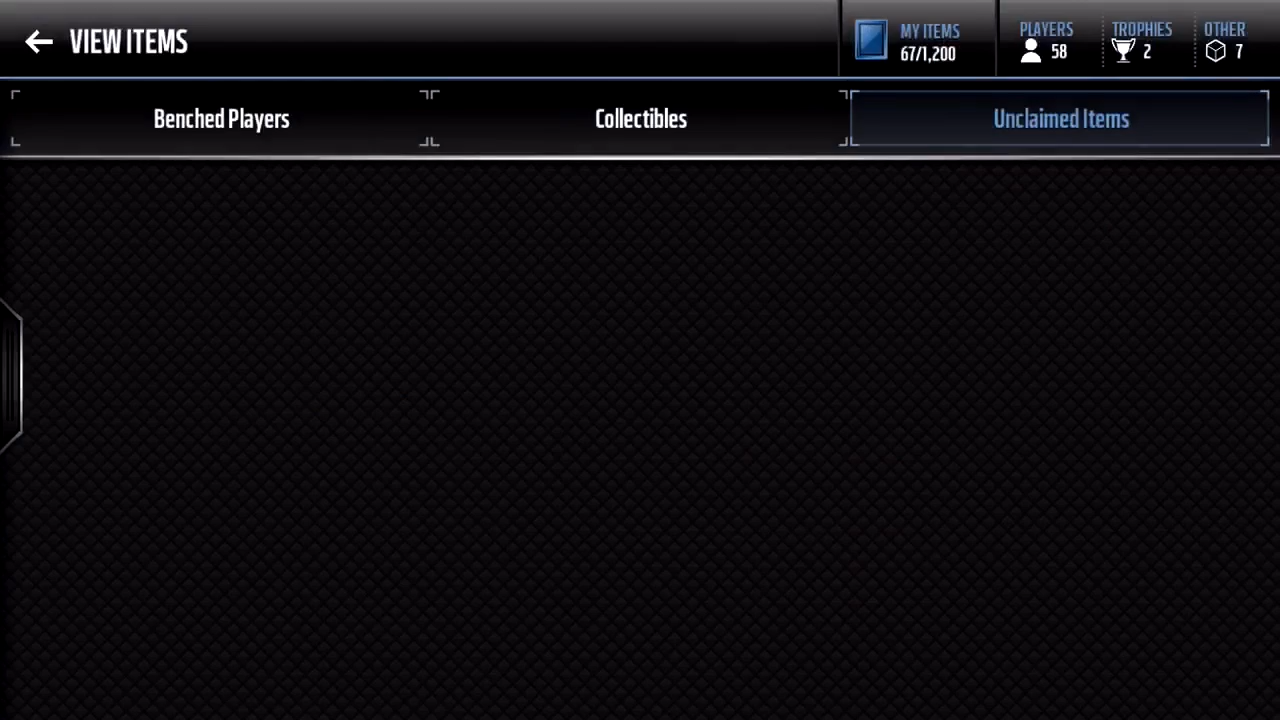 VIEW ITEMS
MY ITEMS
67/1,200
PLAYERS
58
TROPHIES
2
OTHER
7
Benched Players
Collectibles
Unclaimed Items